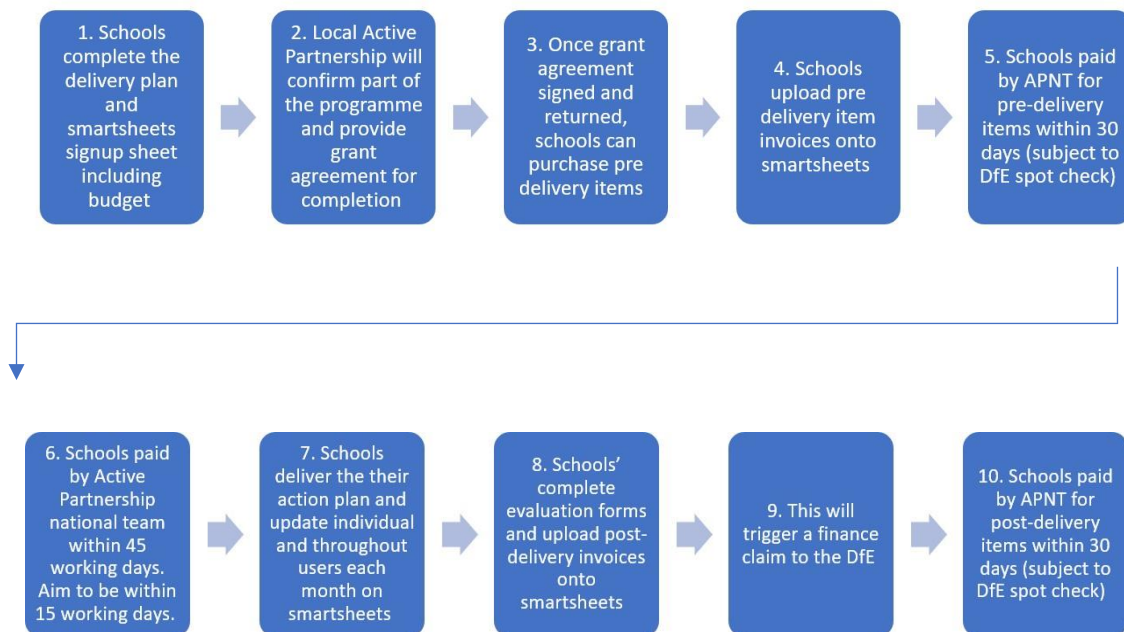 1. Schools
complete the
delivery plan
and
smartsheets
signup sheet
including
budget
2. Local Active
Partnership will
confirm part of
the programme
and provide
grant
agreement for
completion
3. Once grant
agreement
signed and
returned,
schools can
purchase pre
delivery items
4. Schools
upload pre
delivery item
invoices onto
smartsheets
5. Schools paid
by APNT for
pre-delivery
items within 30
days (subject to
DfE spot check)
6. Schools paid
by Active
Partnership
national team
within 45
working days.
Aim to be within
15 working days.
7. Schools
deliver the their
action plan and
update individual
and throughout
users each
month on
smartsheets
8. Schools’
complete
evaluation forms
and upload post-
delivery invoices
onto
smartsheets
9. This will
trigger a finance
claim to the DfE
10. Schools paid
by APNT for
post-delivery
items within 30
days (subject to
DfE spot check)